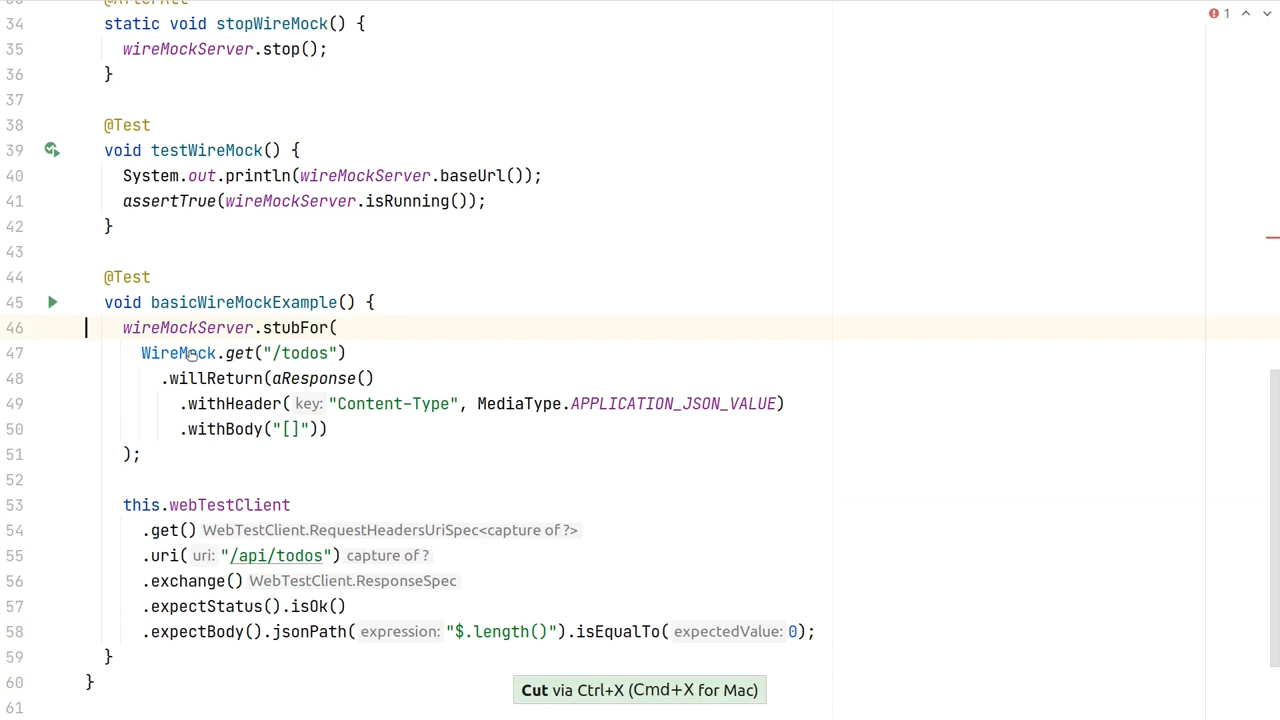 33 @AfterAll
34 static void stopWireMock() {
35 wireMockServer.stop();
36 }
37
38 @Test
39 void testWireMock() {
40 System.out.println(wireMockServer.baseUrl());
41 assertTrue(wireMockServer.isRunning());
42 }
43
44 @Test
45 void basicWireMockExample() {
46 wireMockServer.stubFor(
47 WireMock.get("/todos")
48 .willReturn(aResponse()
49 .withHeader( key: "Content-Type", MediaType.APPLICATION_JSON_VALUE)
50 .withBody("[]"))
51 );
52
53 this.webTestClient
54 .get() WebTestClient.RequestHeadersUriSpec<capture of ?>
55 .uri( uri: "/api/todos") capture of ?
56 .exchange() WebTestClient.ResponseSpec
57 .expectStatus().isOk()
58 .expectBody().jsonPath( expression: "$.length()").isEqualTo( expectedValue: 0);
59 }
60 }
61
1
Cut via Ctrl+X (Cmd+X for Mac)